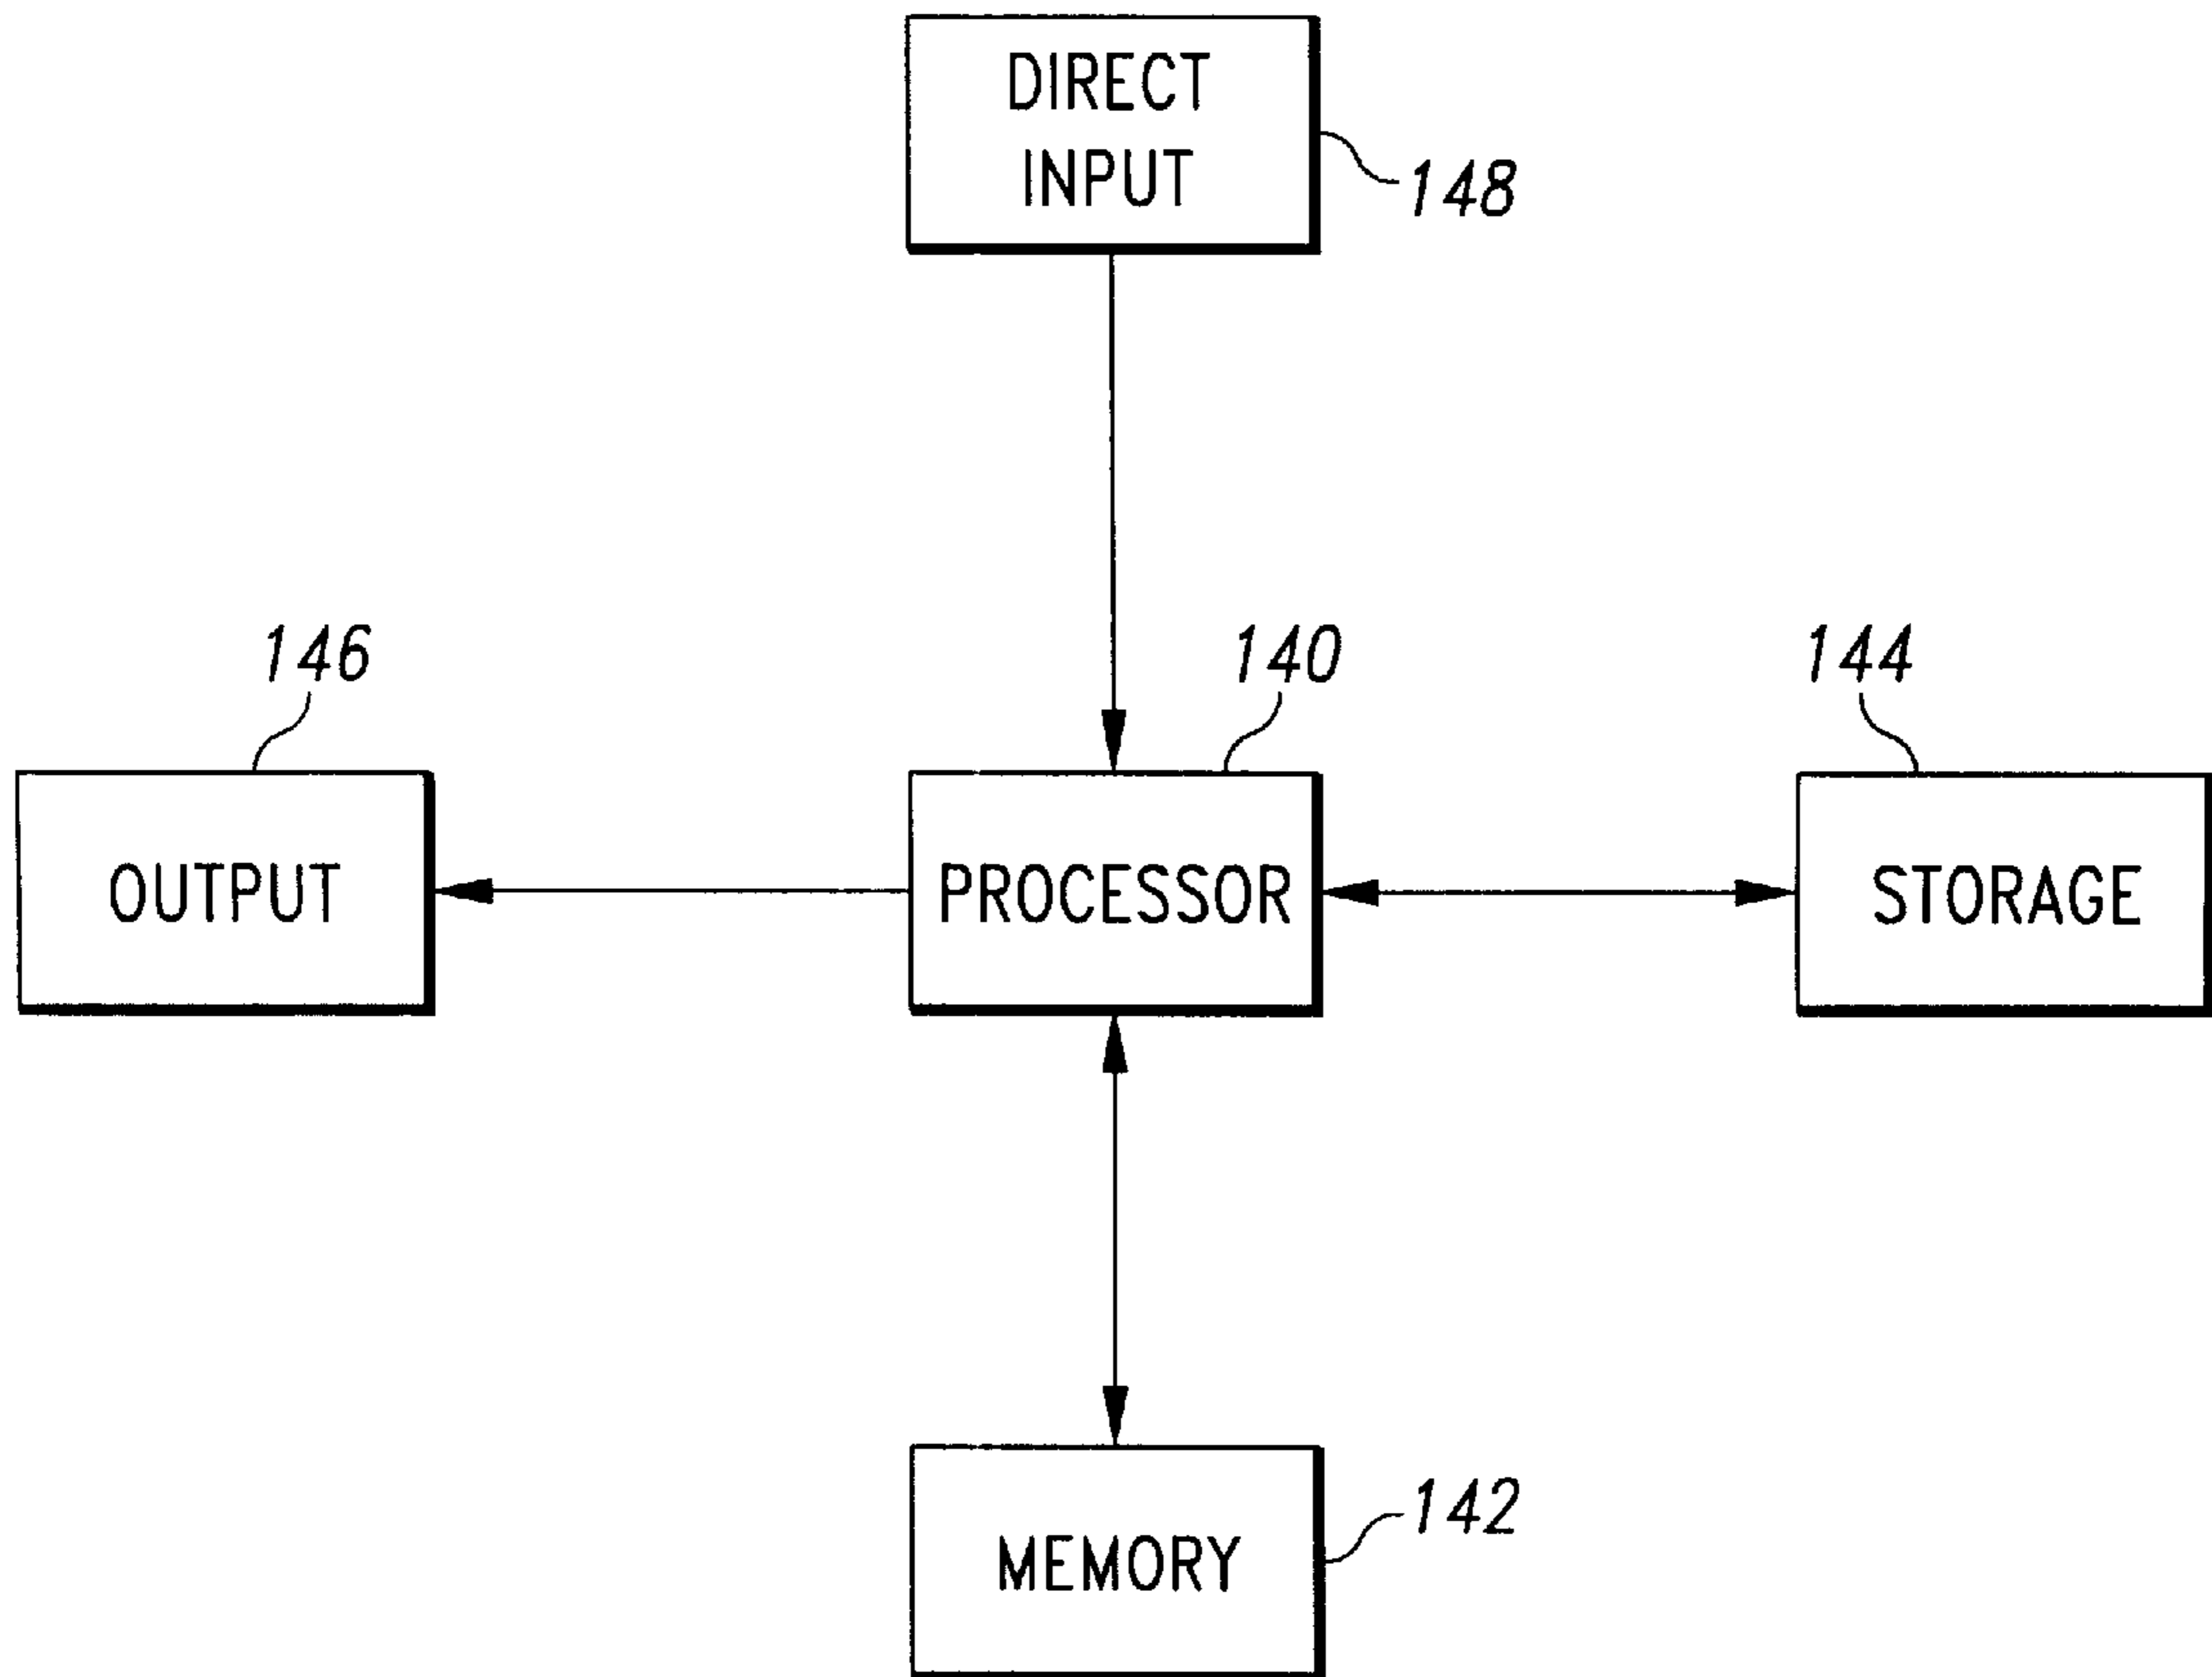 DIRECT
INPUT
148
146
140
144
OUTPUT
PROCESSOR
STORAGE
MEMORY
142